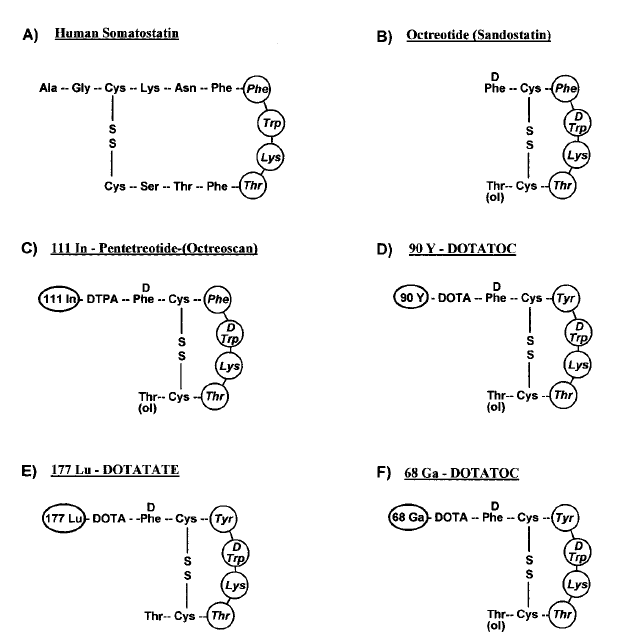 A) Human Somatostatin
Ala -- Gly -- Cys -- Lys -- Asn -- Phe -- Phe
Trp
S
S
Lys
Cys -- Ser -- Thr -- Phe -- Thr
B) Octreotide (Sandostatin)
D
Phe -- Cys -- Phe
D
Trp
S
S
Lys
Thr-- Cys -- Thr
(ol)
C) 111 In - Pentetreotide-(Octreoscan)
D
111 In - DTPA -- Phe -- Cys -- Phe
D
Trp
S
S
Lys
Thr-- Cys -- Thr
(ol)
D) 90 Y - DOTATOC
D
90 Y - DOTA -- Phe -- Cys -- Tyr
D
Trp
S
S
Lys
Thr-- Cys -- Thr
(ol)
E) 177 Lu - DOTATATE
D
177 Lu - DOTA - -Phe -- Cys -- Tyr
D
Trp
S
S
Lys
Thr-- Cys -- Thr
F) 68 Ga - DOTATOC
D
68 Ga - DOTA -- Phe -- Cys -- Tyr
D
Trp
S
S
Lys
Thr-- Cys -- Thr
(ol)